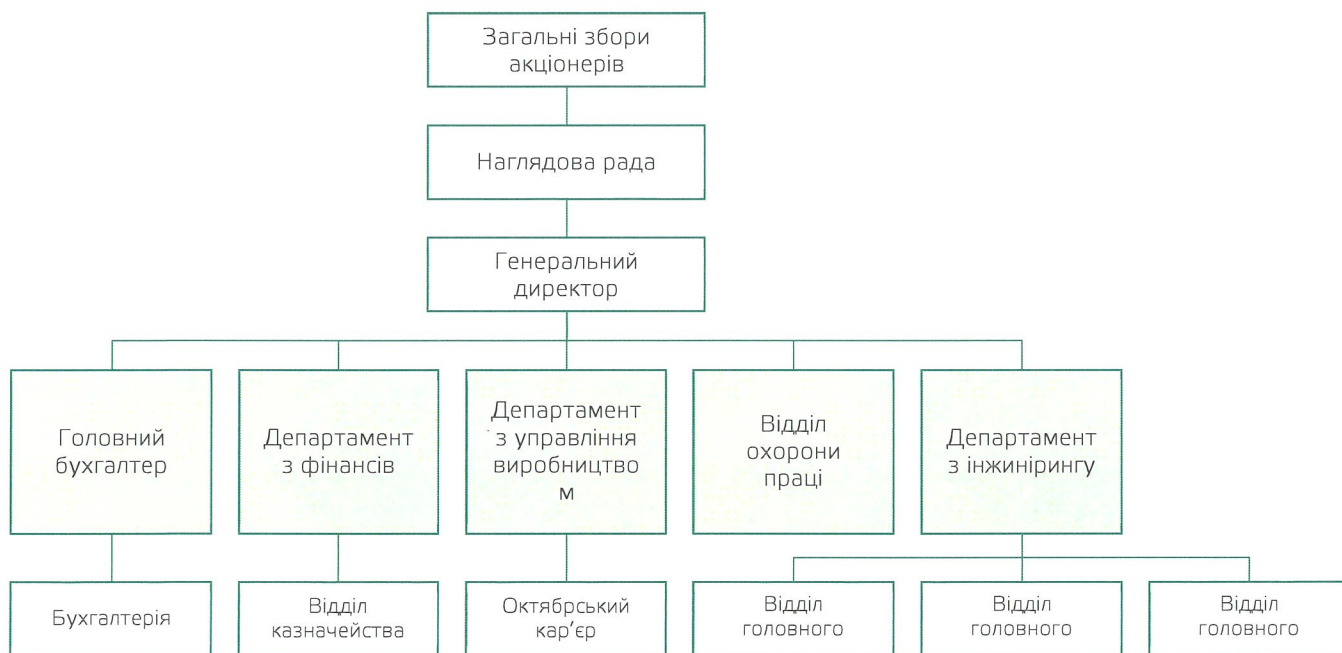 Загальні збори
акціонерів
Наглядова рада
Генеральний
директор
Головний
бухгалтер
Департамент
з фінансів
Департамент
з управління
виробництво
м
Відділ
охорони
праці
Департамент
з інжинірингу
Бухгалтерія
Відділ
казначейства
Октябрський
кар’єр
Відділ
головного
Відділ
головного
Відділ
головного